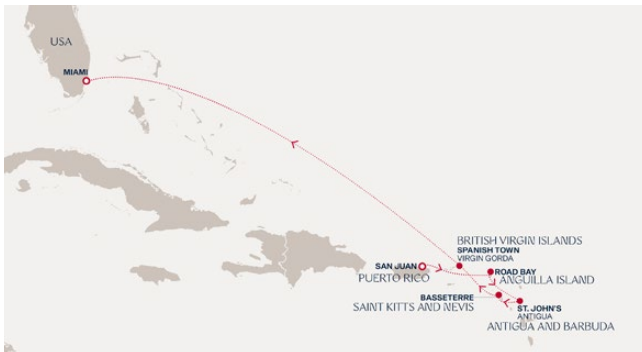 USA
MIAMI
BRITISH VIRGIN ISLANDS
SPANISH TOWN
VIRGIN GORDA
SAN JUAN
PUERTO RICO
ROAD BAY
ANGUILLA ISLAND
BASSETERRE
SAINT KITTS AND NEVIS
ST. JOHN'S
ANTIGUA
ANTIGUA AND BARBUDA